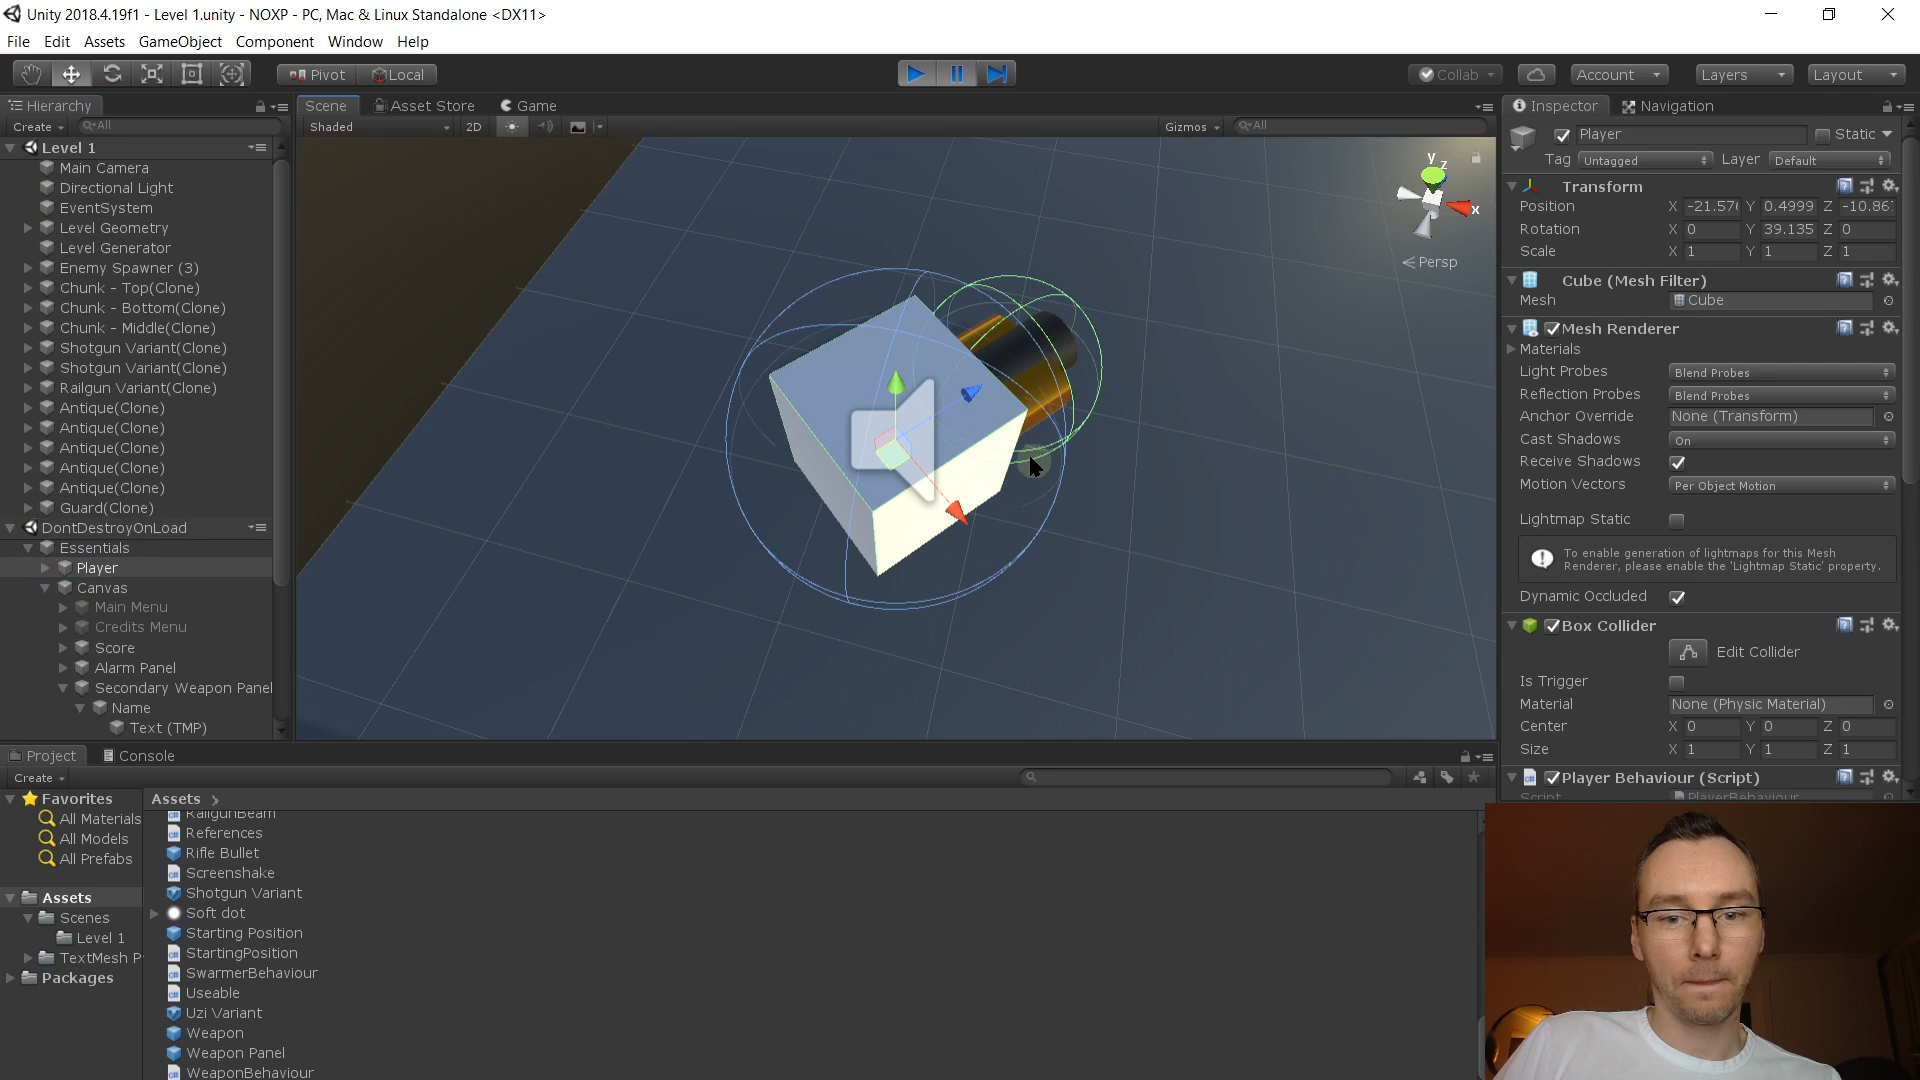 Unity 2018.4.19f1 - Level 1.unity - NOXP - PC, Mac & Linux Standalone <DX11>
File Edit Assets GameObject Component Window Help
Pivot Local
Collab Account Layers Layout
Hierarchy
Create All
Level 1
Main Camera
Directional Light
EventSystem
Level Geometry
Level Generator
Enemy Spawner (3)
Chunk - Top(Clone)
Chunk - Bottom(Clone)
Chunk - Middle(Clone)
Shotgun Variant(Clone)
Shotgun Variant(Clone)
Railgun Variant(Clone)
Antique(Clone)
Antique(Clone)
Antique(Clone)
Antique(Clone)
Antique(Clone)
Guard(Clone)
DontDestroyOnLoad
Essentials
Player
Canvas
Main Menu
Credits Menu
Score
Alarm Panel
Secondary Weapon Panel
Name
Text (TMP)
Scene Asset Store Game
Shaded 2D Gizmos All
y
z
x
Persp
Inspector Navigation
Player Static
Tag Untagged Layer Default
Transform
Position X -21.570 Y 0.4999 Z -10.867
Rotation X 0 Y 39.135 Z 0
Scale X 1 Y 1 Z 1
Cube (Mesh Filter)
Mesh Cube
Mesh Renderer
Materials
Light Probes Blend Probes
Reflection Probes Blend Probes
Anchor Override None (Transform)
Cast Shadows On
Receive Shadows
Motion Vectors Per Object Motion
Lightmap Static
To enable generation of lightmaps for this Mesh
Renderer, please enable the 'Lightmap Static' property.
Dynamic Occluded
Box Collider
Edit Collider
Is Trigger
Material None (Physic Material)
Center X 0 Y 0 Z 0
Size X 1 Y 1 Z 1
Player Behaviour (Script)
Script PlayerBehaviour
Project Console
Create
Favorites
All Materials
All Models
All Prefabs
Assets
Scenes
Level 1
TextMesh P
Packages
Assets
RailgunBeam
References
Rifle Bullet
Screenshake
Shotgun Variant
Soft dot
Starting Position
StartingPosition
SwarmerBehaviour
Useable
Uzi Variant
Weapon
Weapon Panel
WeaponBehaviour